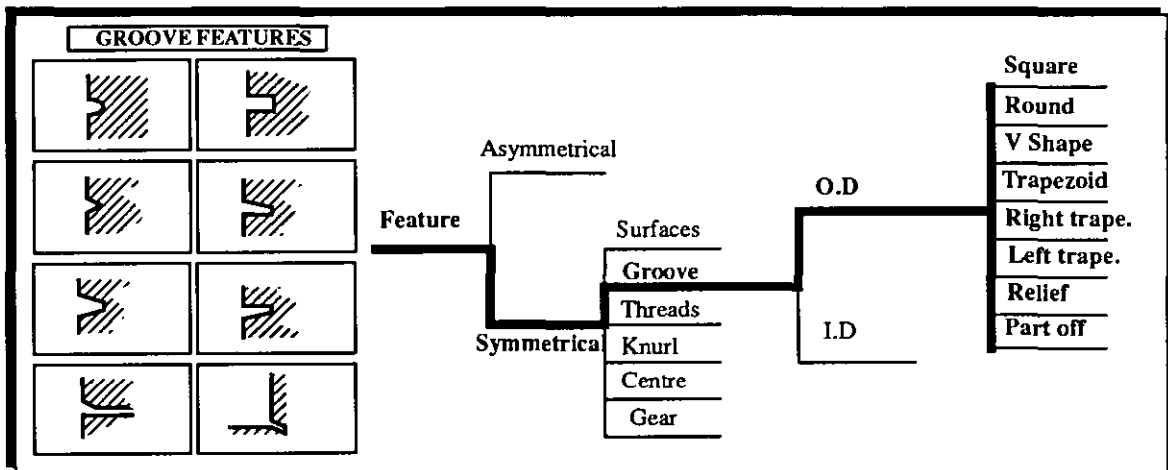 GROOVE FEATURES
Feature
Asymmetrical
Symmetrical
Surfaces
Groove
Threads
Knurl
Centre
Gear
O.D
I.D
Square
Round
V Shape
Trapezoid
Right trape.
Left trape.
Relief
Part off